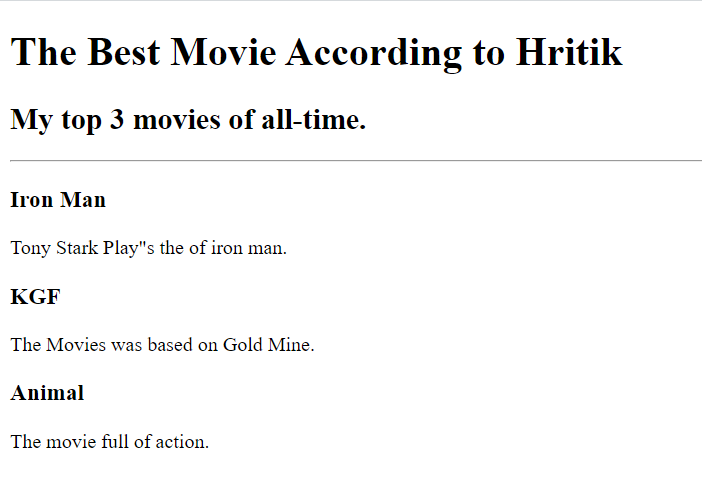 The Best Movie According to Hritik
My top 3 movies of all-time.
Iron Man
Tony Stark Play"s the of iron man.
KGF
The Movies was based on Gold Mine.
Animal
The movie full of action.